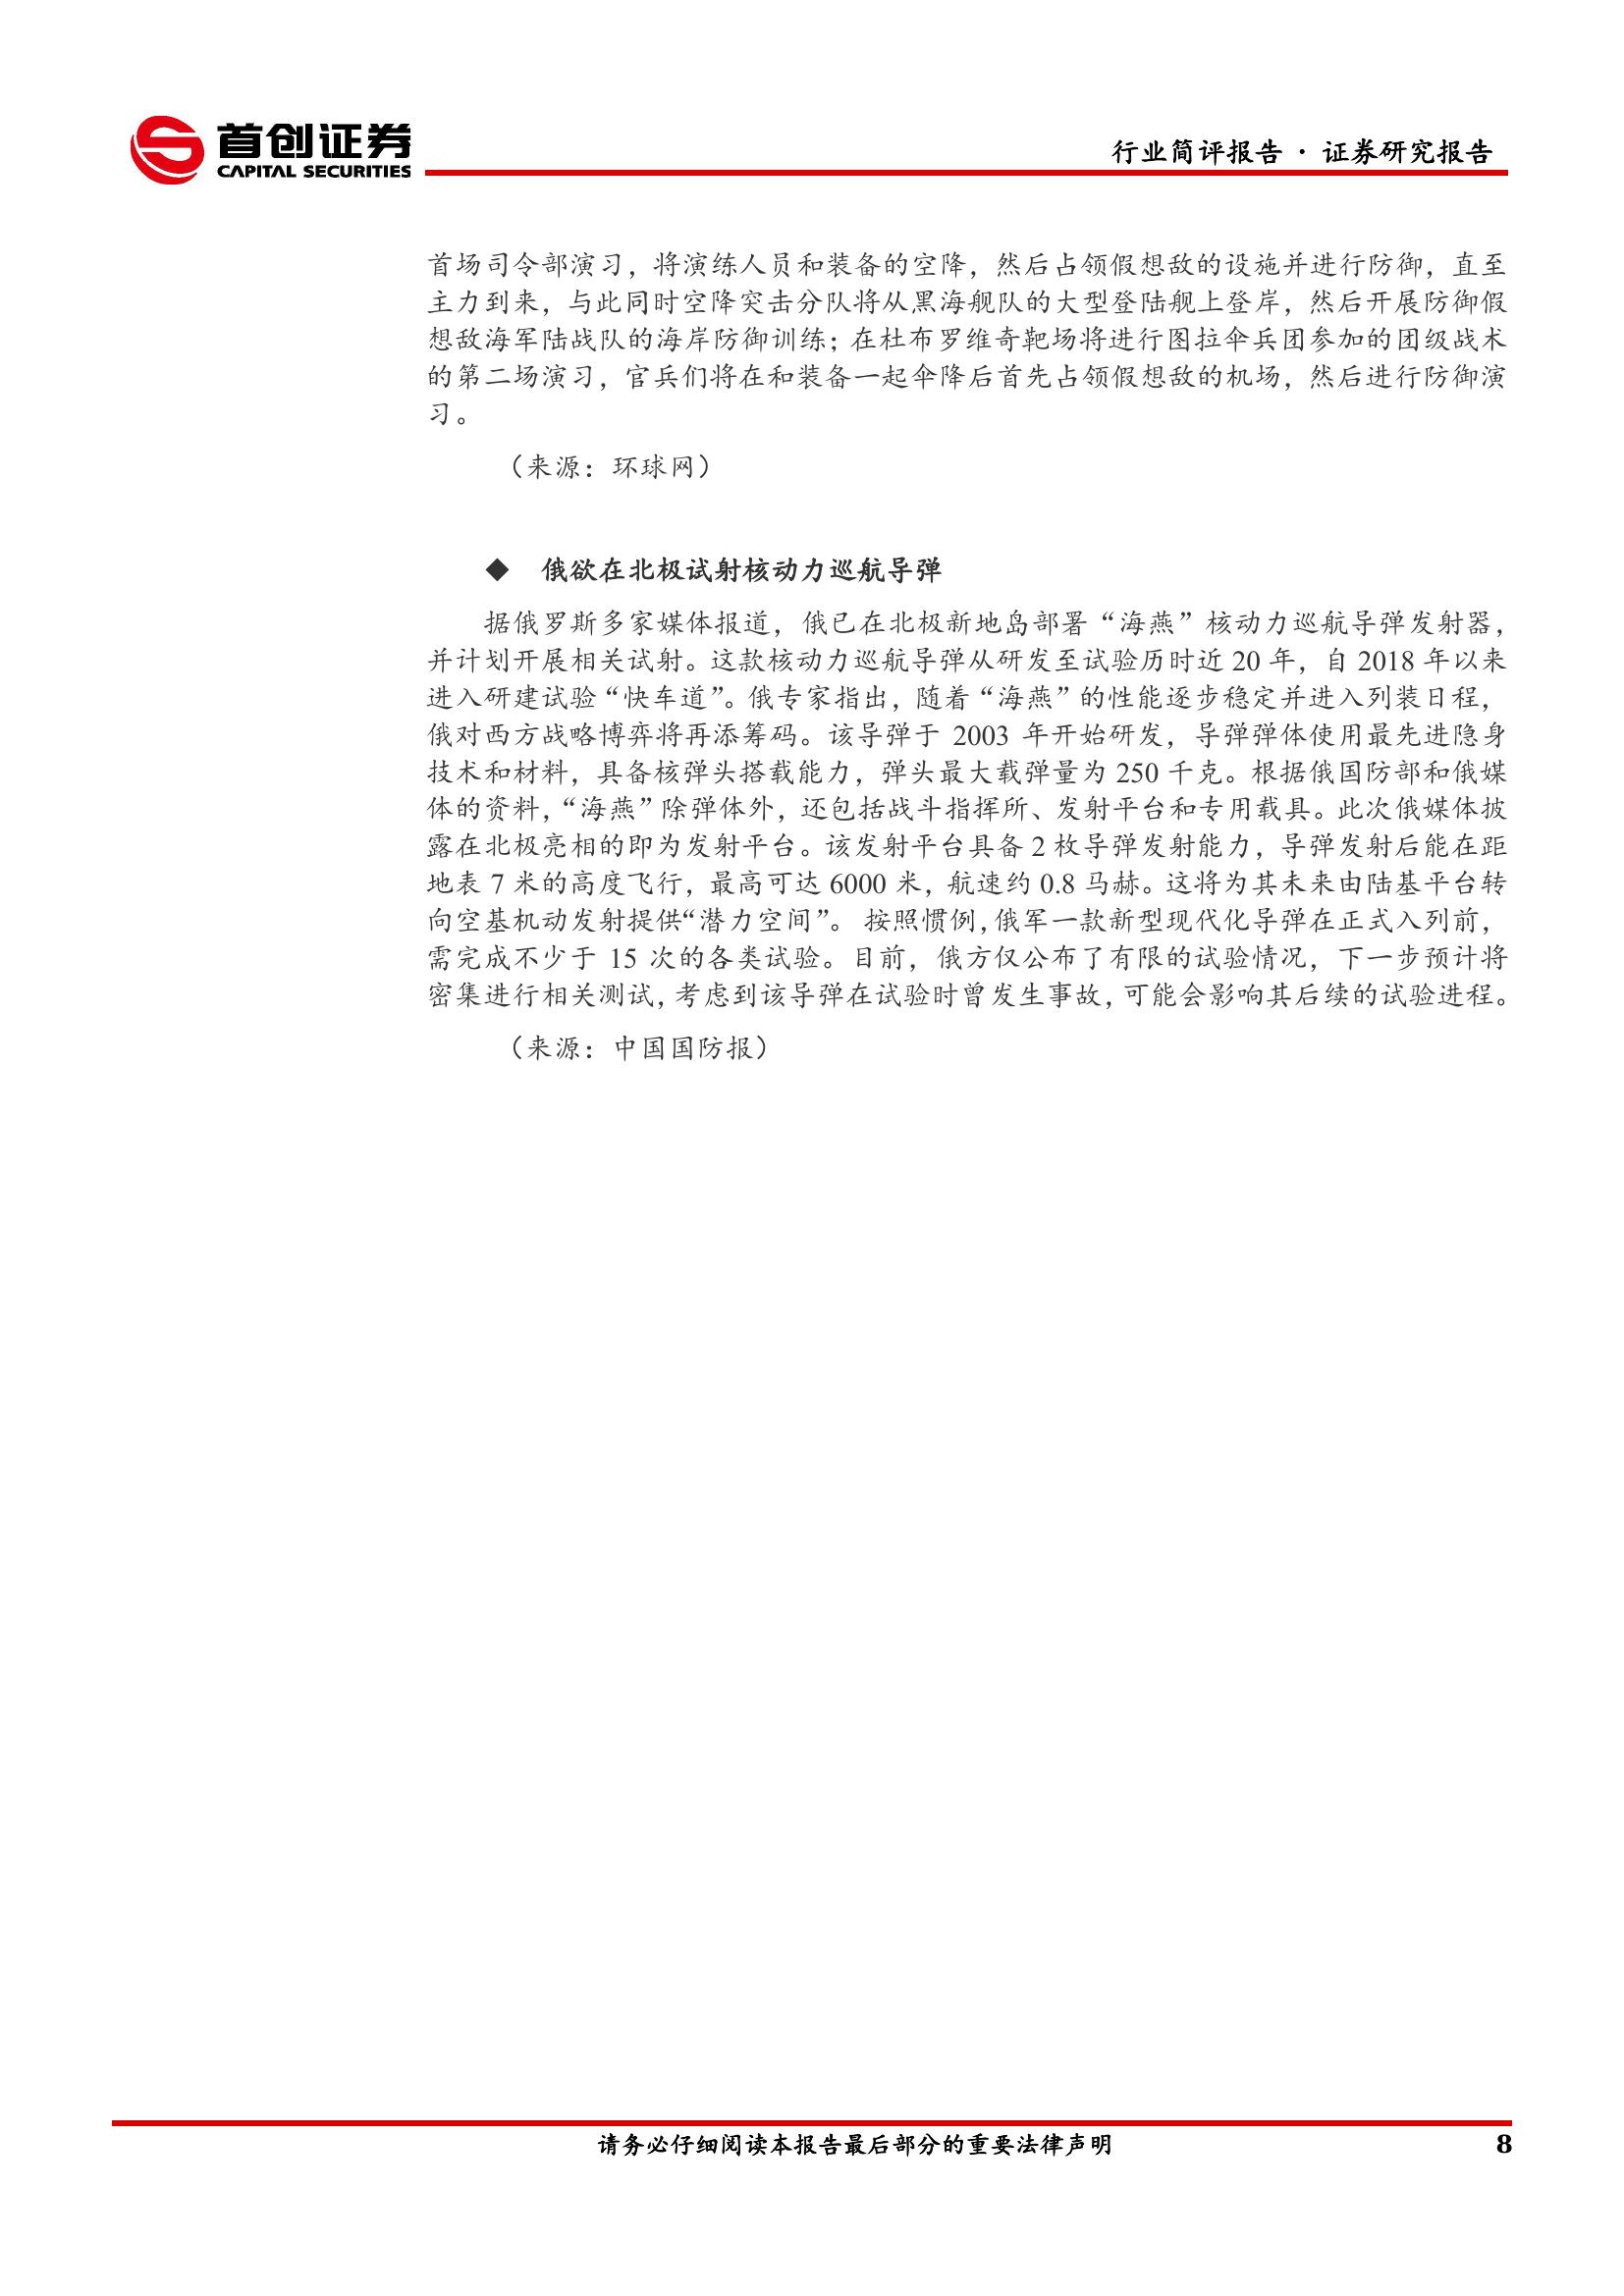 首创证券
CAPITAL SECURITIES
行业简评报告 · 证券研究报告
首场司令部演习，将演练人员和装备的空降，然后占领假想敌的设施并进行防御，直至
主力到来，与此同时空降突击分队将从黑海舰队的大型登陆舰上登岸，然后开展防御假
想敌海军陆战队的海岸防御训练；在杜布罗维奇靶场将进行图拉伞兵团参加的团级战术
的第二场演习，官兵们将在和装备一起伞降后首先占领假想敌的机场，然后进行防御演
习。
（来源：环球网）
◆ 俄欲在北极试射核动力巡航导弹
据俄罗斯多家媒体报道，俄已在北极新地岛部署“海燕”核动力巡航导弹发射器，
并计划开展相关试射。这款核动力巡航导弹从研发至试验历时近 20 年，自 2018 年以来
进入研建试验“快车道”。俄专家指出，随着“海燕”的性能逐步稳定并进入列装日程，
俄对西方战略博弈将再添筹码。该导弹于 2003 年开始研发，导弹弹体使用最先进隐身
技术和材料，具备核弹头搭载能力，弹头最大载弹量为 250 千克。根据俄国防部和俄媒
体的资料，“海燕”除弹体外，还包括战斗指挥所、发射平台和专用载具。此次俄媒体披
露在北极亮相的即为发射平台。该发射平台具备 2 枚导弹发射能力，导弹发射后能在距
地表 7 米的高度飞行，最高可达 6000 米，航速约 0.8 马赫。这将为其未来由陆基平台转
向空基机动发射提供“潜力空间”。 按照惯例，俄军一款新型现代化导弹在正式入列前，
需完成不少于 15 次的各类试验。目前，俄方仅公布了有限的试验情况，下一步预计将
密集进行相关测试，考虑到该导弹在试验时曾发生事故，可能会影响其后续的试验进程。
（来源：中国国防报）
请务必仔细阅读本报告最后部分的重要法律声明
8